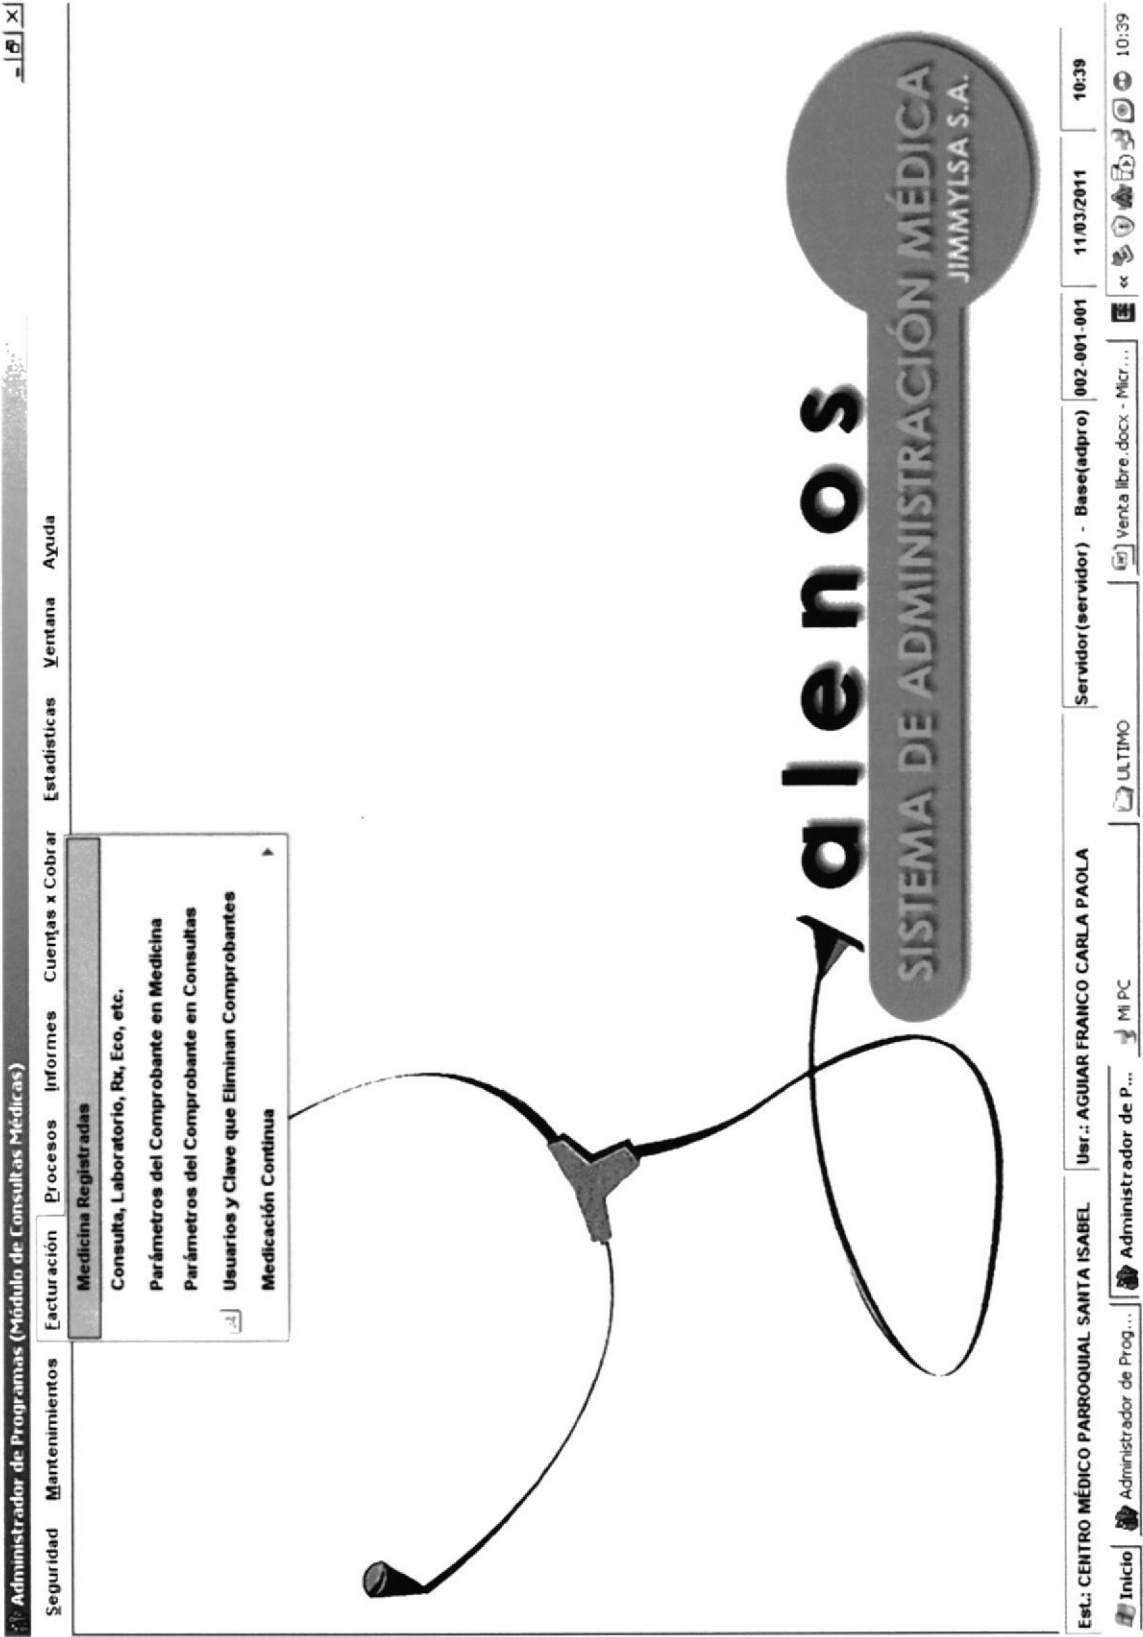 Administrador de Programas (Módulo de Consultas Médicas)
Seguridad Mantenimientos Facturación Procesos Informes Cuentas x Cobrar Estadísticas Ventana Ayuda
Medicina Registradas
Consulta, Laboratorio, Rx, Eco, etc.
Parámetros del Comprobante en Medicina
Parámetros del Comprobante en Consultas
Usuarios y Clave que Eliminan Comprobantes
Medicación Continua
alenos
SISTEMA DE ADMINISTRACIÓN MÉDICA
JIMMYLSA S.A.
Est.: CENTRO MÉDICO PARROQUIAL SANTA ISABEL Usr.: AGUIAR FRANCO CARLA PAOLA Servidor(servidor) - Base(adpro) 002-001-001 11/03/2011 10:39
Inicio Administrador de Prog... Administrador de P... Mi PC ULTIMO Venta libre.docx - Micr... ES « 10:39